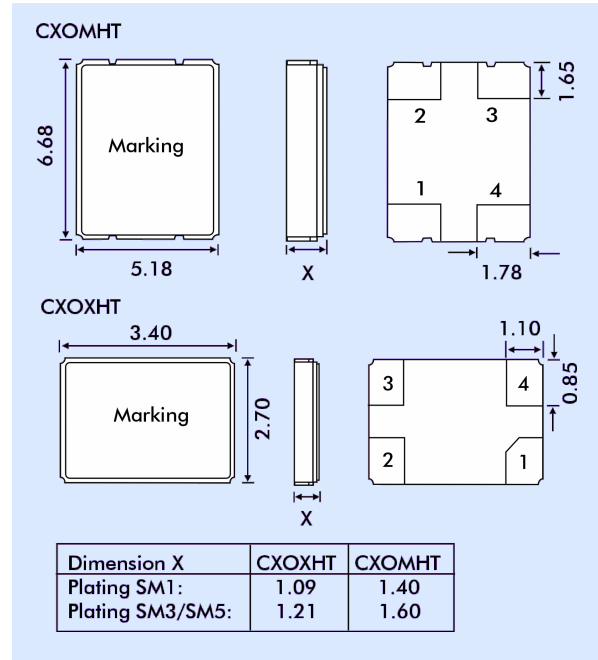 CXOMHT
6.68
Marking
5.18
X
2 3
1 4
1.65
1.78
CXOXHT
3.40
Marking
2.70
X
1.10
3 4
0.85
2 1
Dimension X CXOXHT CXOMHT
Plating SM1: 1.09 1.40
Plating SM3/SM5: 1.21 1.60